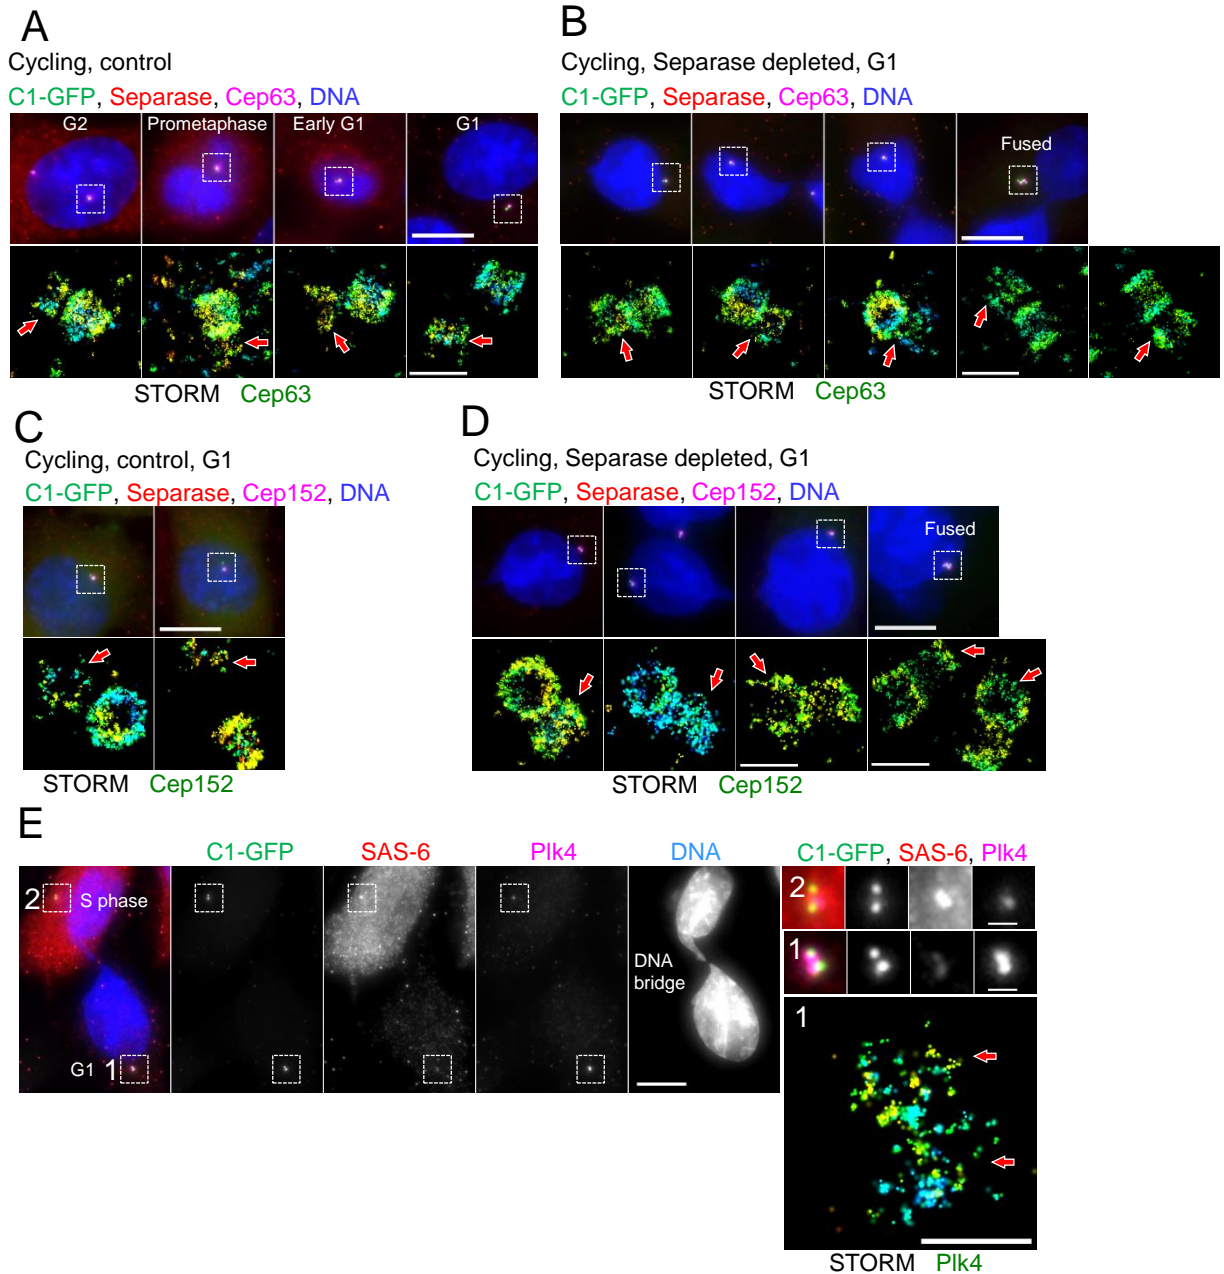 A
Cycling, control
C1-GFP, Separase, Cep63, DNA
G2
Prometaphase
Early G1
G1
STORM Cep63
B
Cycling, Separase depleted, G1
C1-GFP, Separase, Cep63, DNA
Fused
STORM Cep63
C
Cycling, control, G1
C1-GFP, Separase, Cep152, DNA
STORM Cep152
D
Cycling, Separase depleted, G1
C1-GFP, Separase, Cep152, DNA
Fused
STORM Cep152
E
C1-GFP
SAS-6
Plk4
DNA
2
S phase
G1 1
DNA
bridge
C1-GFP, SAS-6, Plk4
2
1
1
STORM Plk4